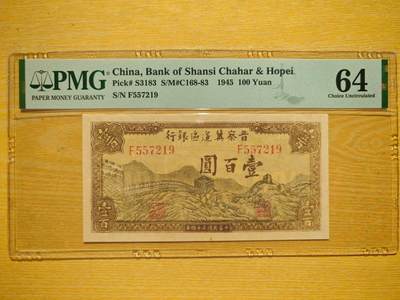 PMG
PAPER MONEY GUARANTY
China, Bank of Shansi Chahar & Hopei
Pick# S3183 S/M#C168-83 1945 100 Yuan
S/N F557219
64
Choice Uncirculated
行銀區邊冀察晉
F557219 F557219
圓百壹